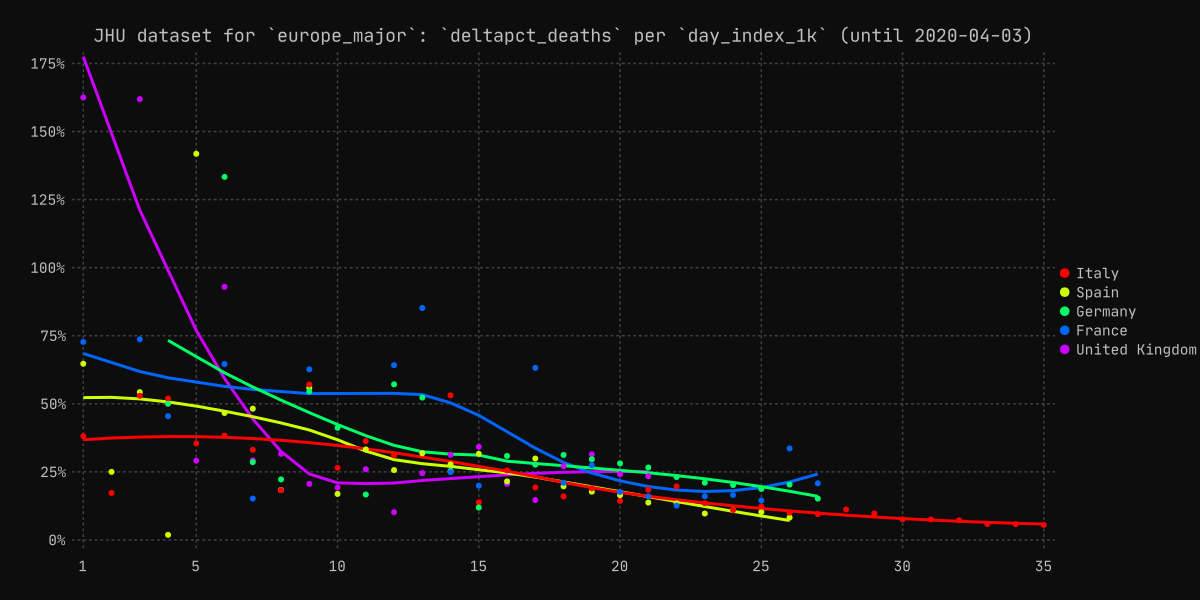 JHU dataset for `europe_major`: `deltapct_deaths` per `day_index_1k` (until 2020-04-03)
175%
150%
125%
100%
75%
50%
25%
0%
1 5 10 15 20 25 30 35
Italy
Spain
Germany
France
United Kingdom